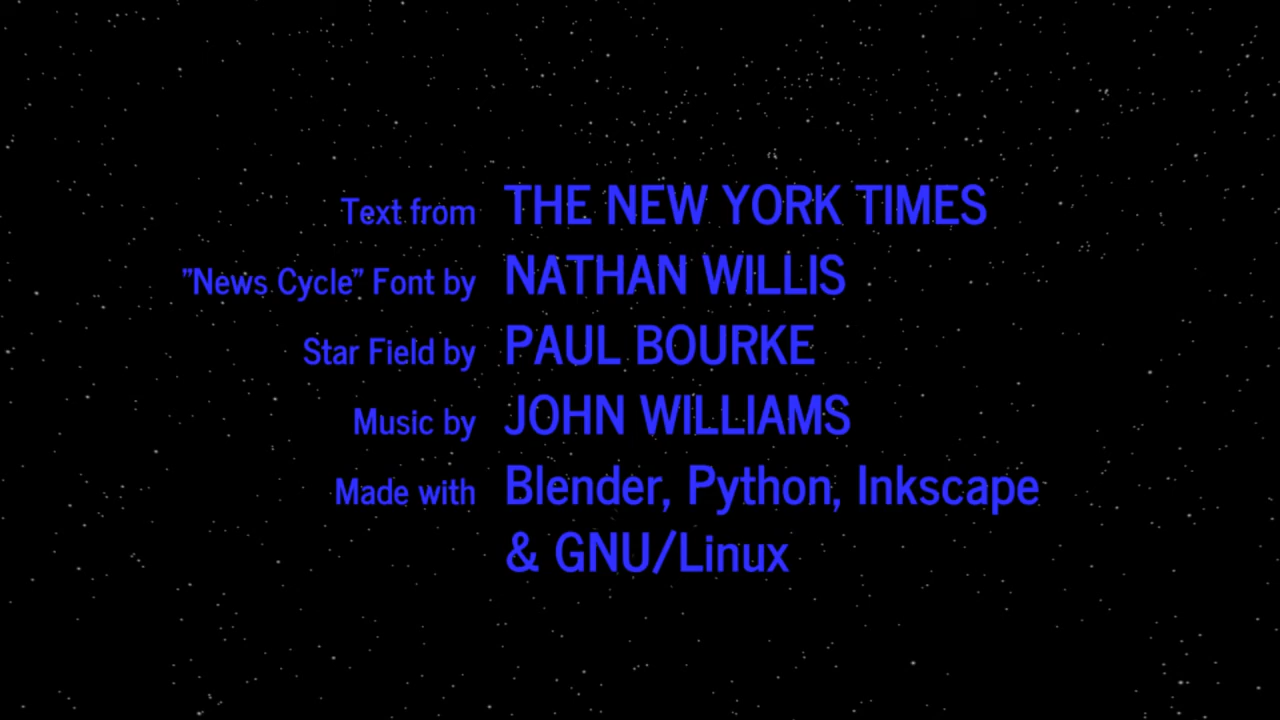 Text from THE NEW YORK TIMES
"News Cycle" Font by NATHAN WILLIS
Star Field by PAUL BOURKE
Music by JOHN WILLIAMS
Made with Blender, Python, Inkscape
& GNU/Linux